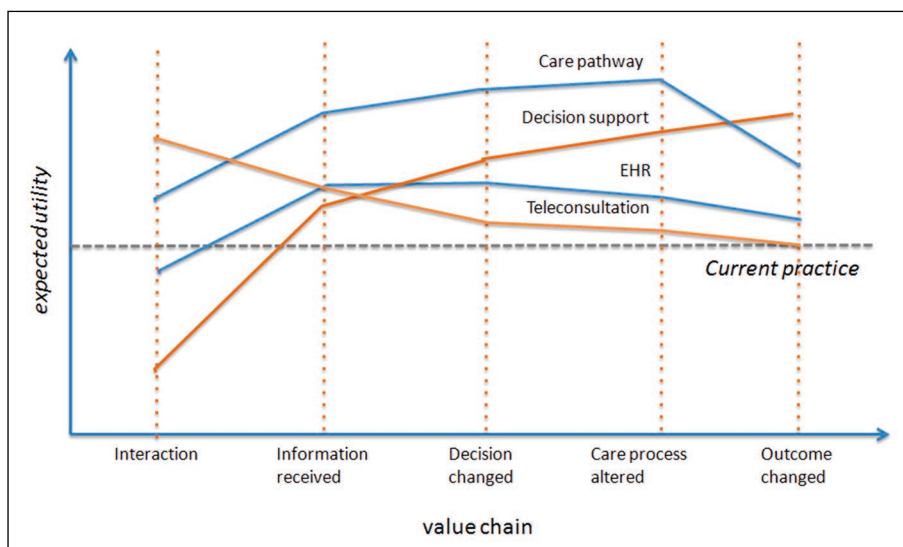 Care pathway
Decision support
EHR
Teleconsultation
Current practice
expected utility
Interaction
Information
received
Decision
changed
Care process
altered
Outcome
changed
value chain